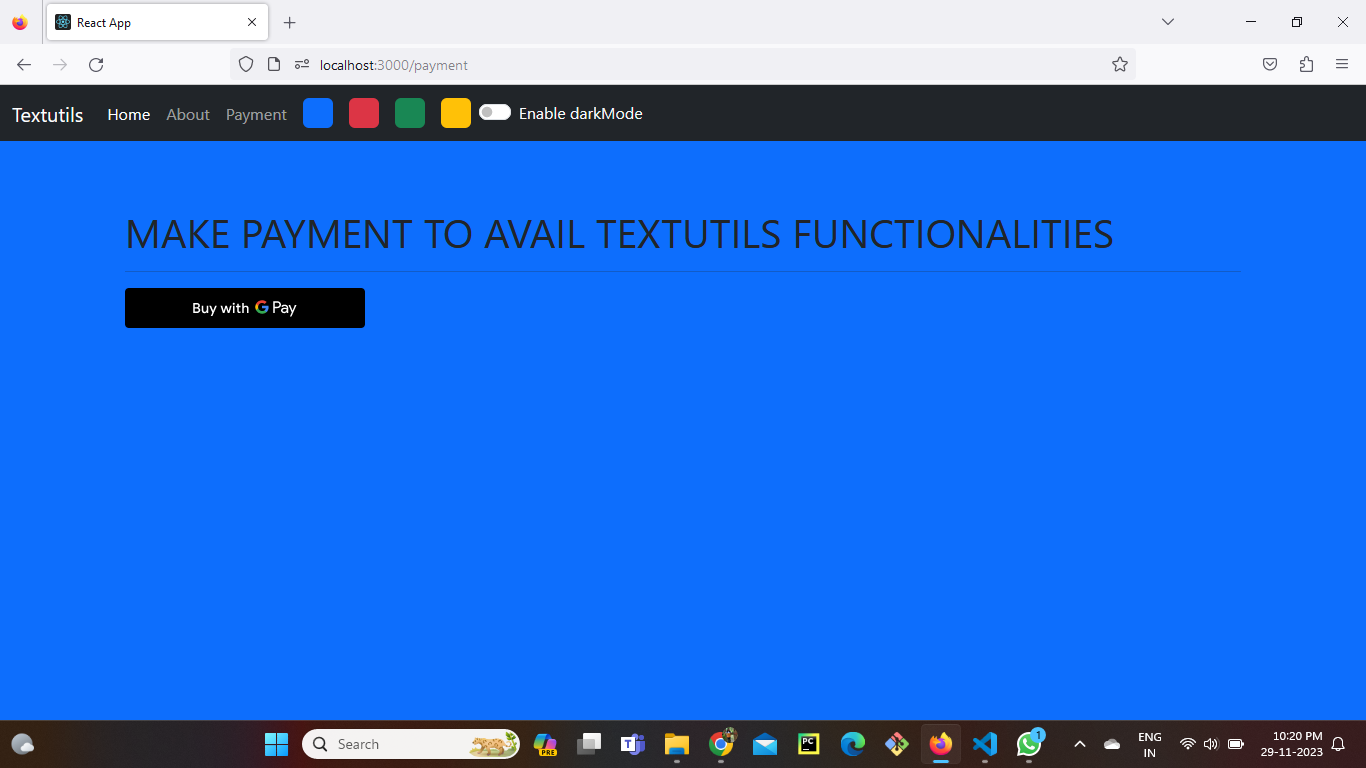 React App
localhost:3000/payment
Textutils Home About Payment Enable darkMode
MAKE PAYMENT TO AVAIL TEXTUTILS FUNCTIONALITIES
Buy with G Pay
Search
PRE
T
PC
1
ENG
IN
10:20 PM
29-11-2023